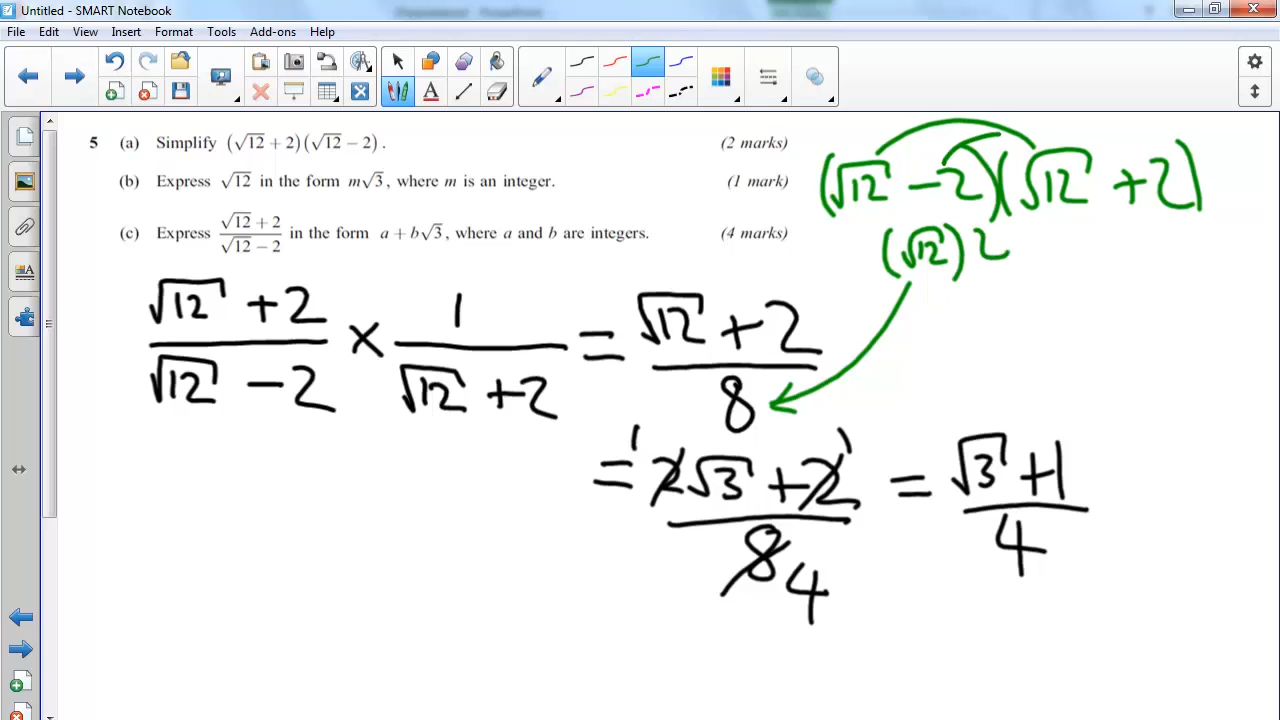 Untitled - SMART Notebook
File Edit View Insert Format Tools Add-ons Help
5 (a) Simplify (√12 + 2)(√12 − 2). (2 marks)
(b) Express √12 in the form m√3, where m is an integer. (1 mark)
(c) Express (√12 + 2)/(√12 − 2) in the form a + b√3, where a and b are integers. (4 marks)
(√12 − 2)(√12 + 2)
(√12) 2
(√12 + 2)/(√12 − 2) × 1/(√12 + 2) = (√12 + 2)/8
= (2√3 + 2)/8 1 1 4 = (√3 + 1)/4